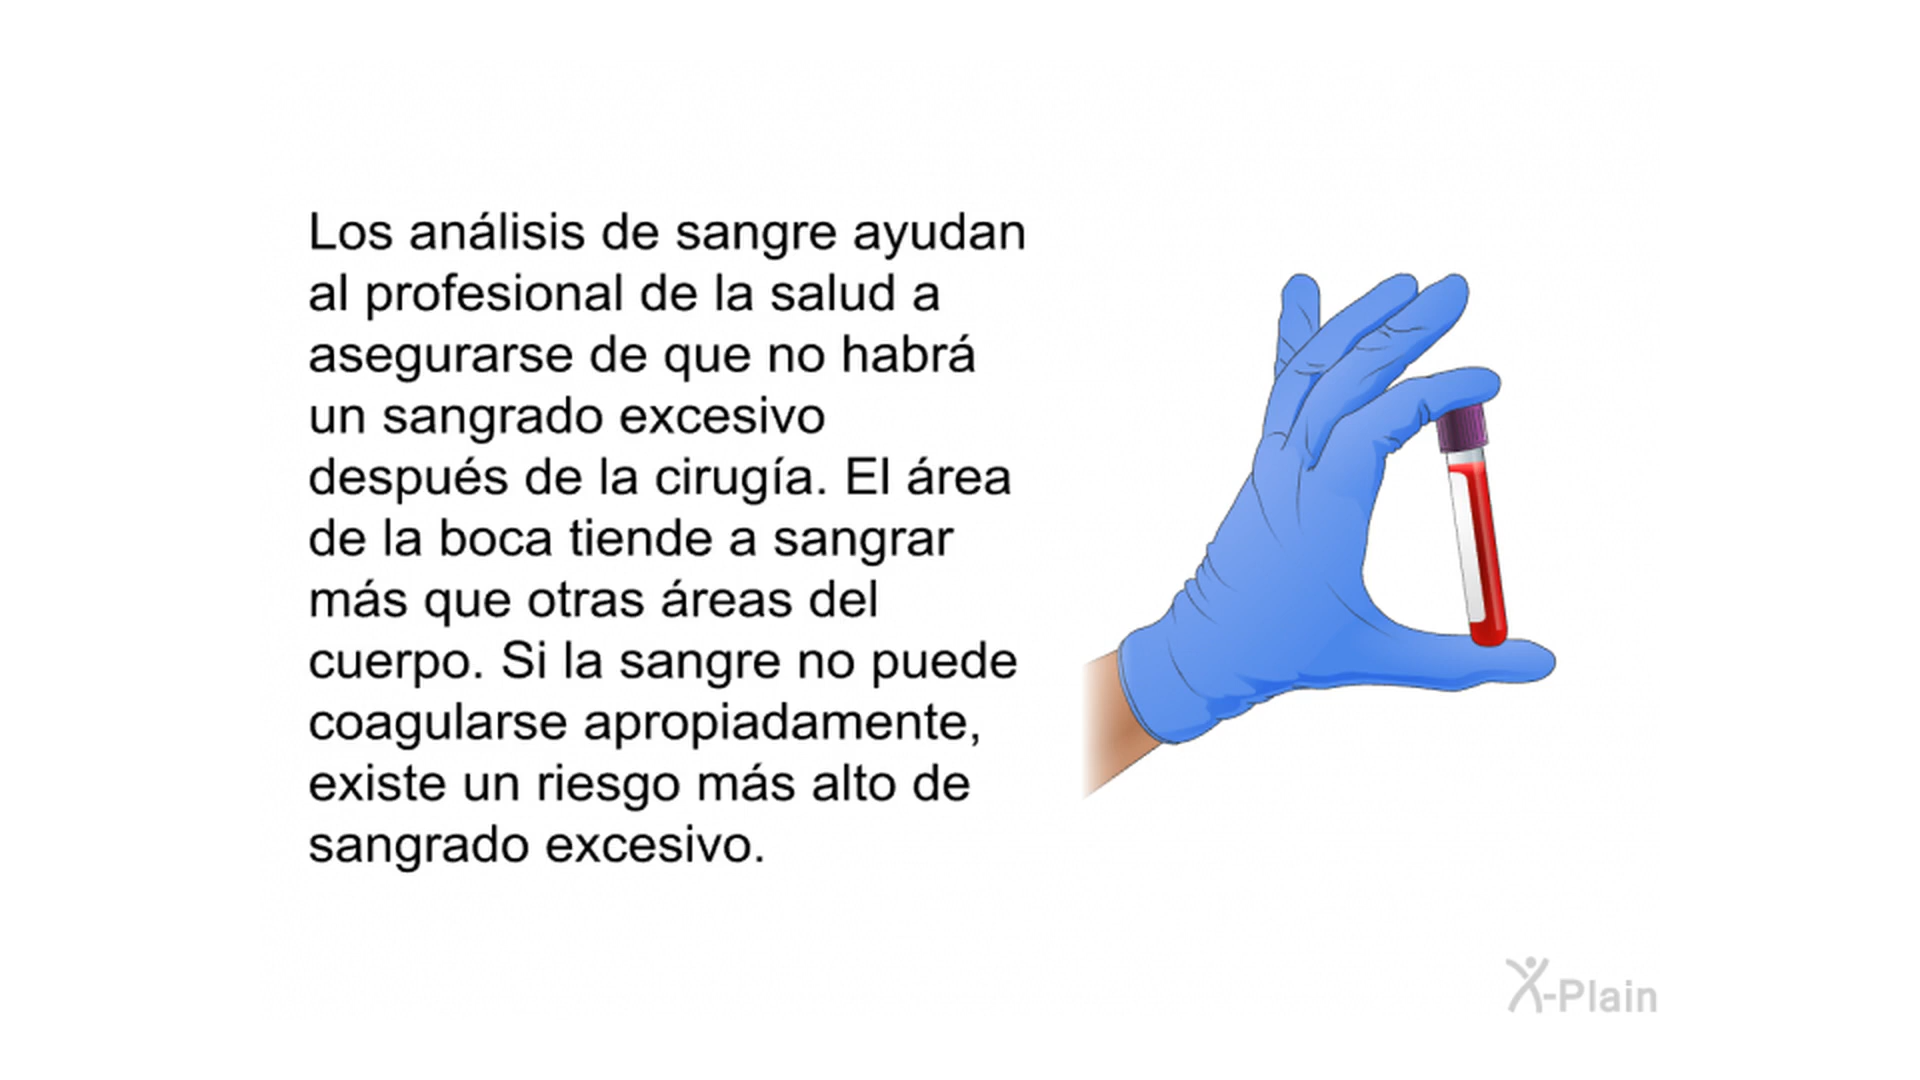 Los análisis de sangre ayudan
al profesional de la salud a
asegurarse de que no habrá
un sangrado excesivo
después de la cirugía. El área
de la boca tiende a sangrar
más que otras áreas del
cuerpo. Si la sangre no puede
coagularse apropiadamente,
existe un riesgo más alto de
sangrado excesivo.
X-Plain